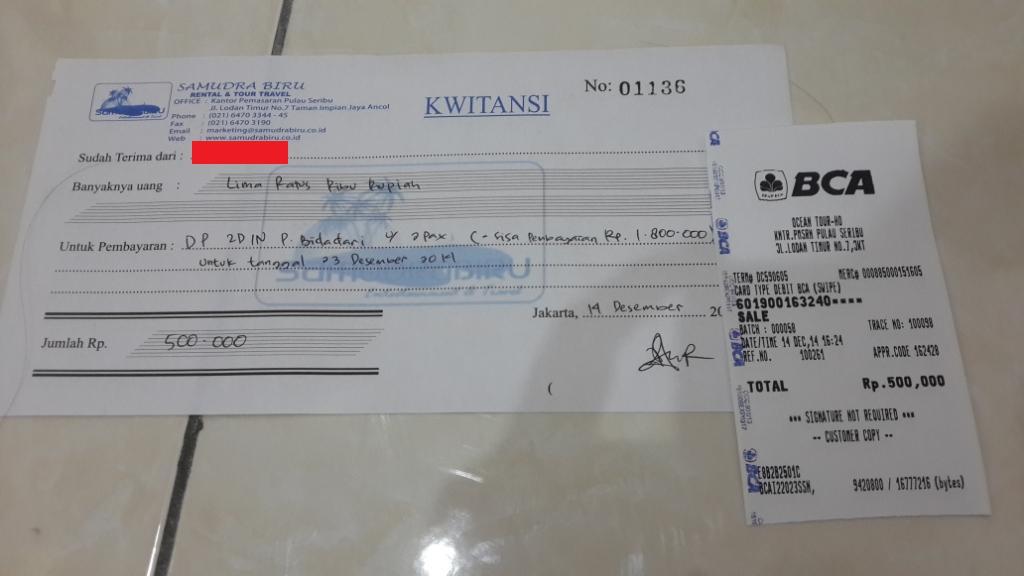 SAMUDRA BIRU
RENTAL & TOUR TRAVEL
OFFICE : Kantor Pemasaran Pulau Seribu
Jl. Lodan Timur No.7 Taman Impian Jaya Ancol
Phone : (021) 6470 3344 - 45
Fax : (021) 6470 3190
Email : marketing@samudrabiru.co.id
Web : www.samudrabiru.co.id
KWITANSI
No: 01136
Sudah Terima dari :
Banyaknya uang : Lima Ratus Ribu Rupiah
Untuk Pembayaran : DP 2D1N P. Bidadari u/ 2pax (- Sisa Pembayaran Rp. 1.800.000)
Untuk tanggal 23 Desember 2014
SAMUDRA BIRU
Jakarta, 14 Desember 20
Jumlah Rp. 500.000
(
BCA
OCEAN TOUR-HO
KNTR.PMSRN PULAU SERIBU
JL.LODAN TIMUR NO.7,JKT
TERM# DC590605 MERC# 000885000151605
CARD TYPE DEBIT BCA (SWIPE)
601900163240****
SALE
BATCH : 000058 TRACE NO: 100098
DATE/TIME 14 DEC,14 16:24
REF.NO. 100261 APPR.CODE 162428
TOTAL Rp.500,000
*** SIGNATURE NOT REQUIRED ***
-- CUSTOMER COPY --
E8B2B2501C
BCAI22023SSM, 9420800 / 16777216 (bytes)